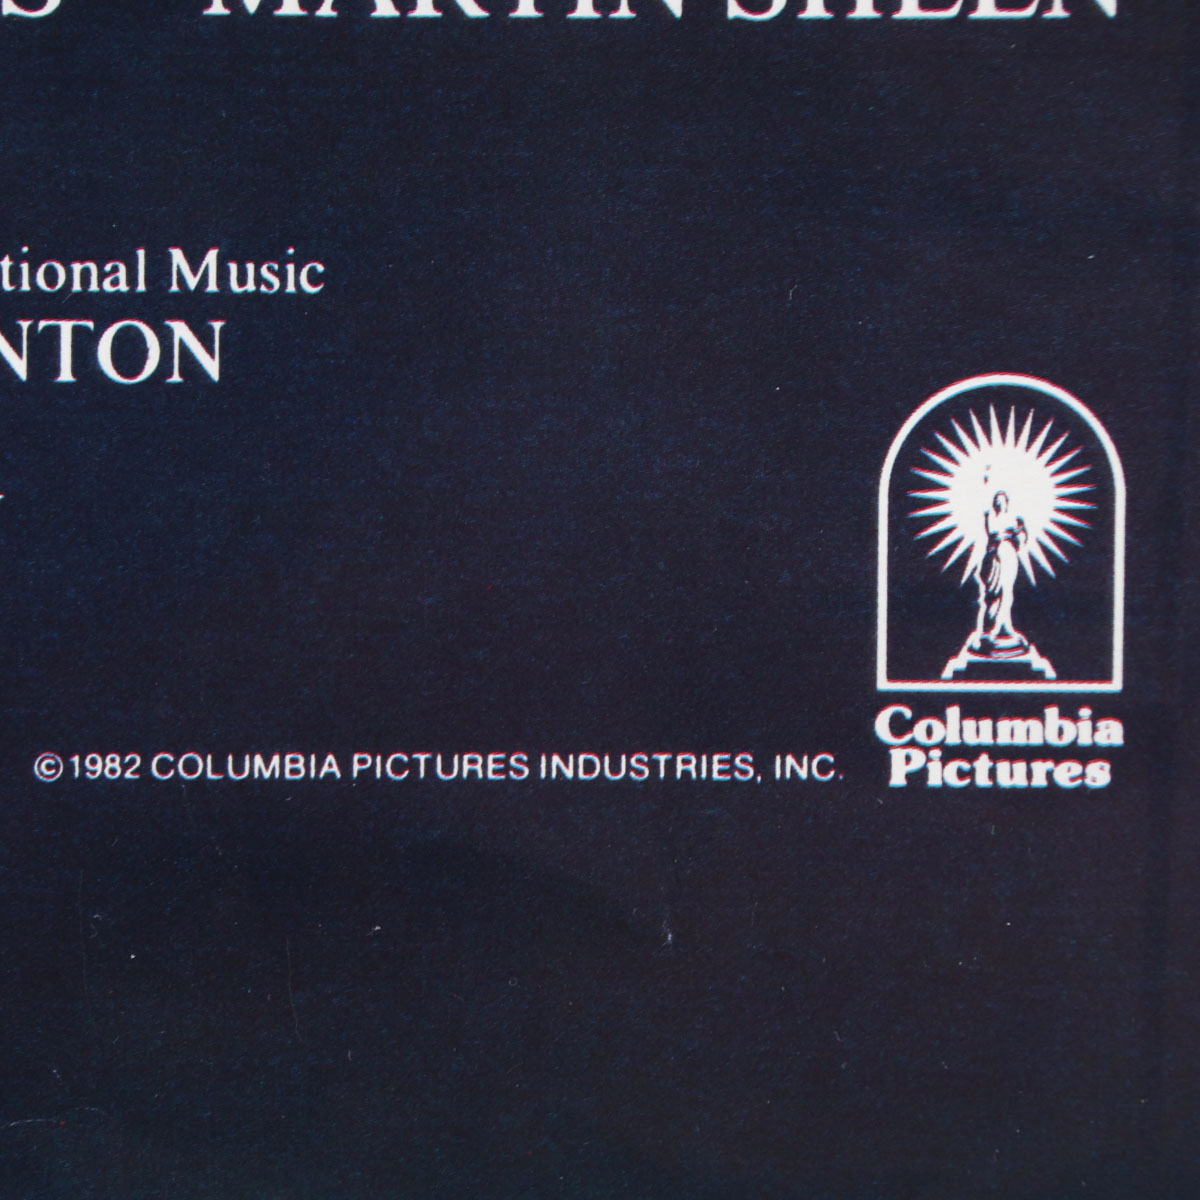 MARTIN SHEEN
tional Music
NTON
©1982 COLUMBIA PICTURES INDUSTRIES, INC.
Columbia
Pictures